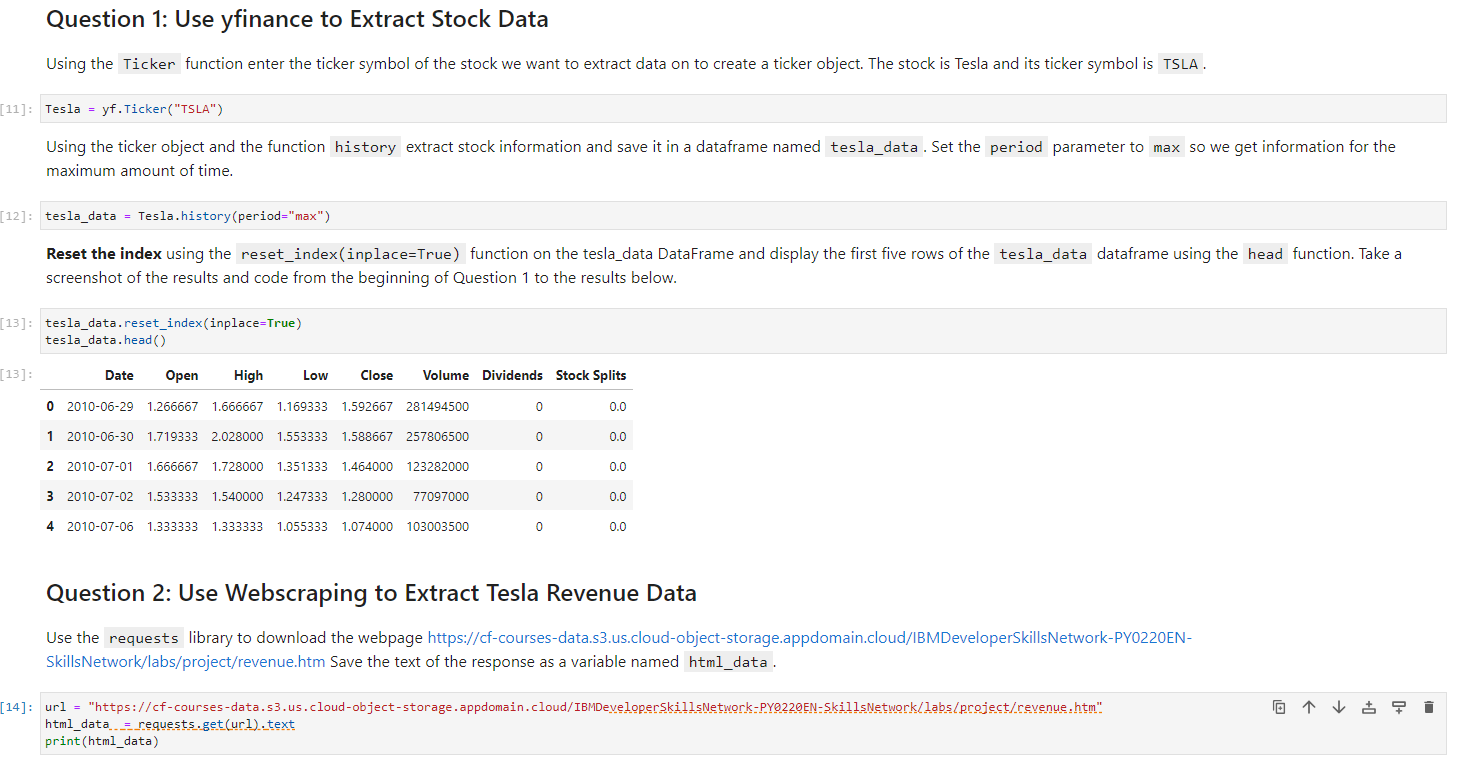 Question 1: Use yfinance to Extract Stock Data
Using the Ticker function enter the ticker symbol of the stock we want to extract data on to create a ticker object. The stock is Tesla and its ticker symbol is TSLA.
[11]: Tesla = yf.Ticker("TSLA")
Using the ticker object and the function history extract stock information and save it in a dataframe named tesla_data. Set the period parameter to max so we get information for the
maximum amount of time.
[12]: tesla_data = Tesla.history(period="max")
Reset the index using the reset_index(inplace=True) function on the tesla_data DataFrame and display the first five rows of the tesla_data dataframe using the head function. Take a
screenshot of the results and code from the beginning of Question 1 to the results below.
[13]: tesla_data.reset_index(inplace=True)
tesla_data.head()
[13]: Date Open High Low Close Volume Dividends Stock Splits
0 2010-06-29 1.266667 1.666667 1.169333 1.592667 281494500 0 0.0
1 2010-06-30 1.719333 2.028000 1.553333 1.588667 257806500 0 0.0
2 2010-07-01 1.666667 1.728000 1.351333 1.464000 123282000 0 0.0
3 2010-07-02 1.533333 1.540000 1.247333 1.280000 77097000 0 0.0
4 2010-07-06 1.333333 1.333333 1.055333 1.074000 103003500 0 0.0
Question 2: Use Webscraping to Extract Tesla Revenue Data
Use the requests library to download the webpage https://cf-courses-data.s3.us.cloud-object-storage.appdomain.cloud/IBMDeveloperSkillsNetwork-PY0220EN-
SkillsNetwork/labs/project/revenue.htm Save the text of the response as a variable named html_data.
[14]: url = "https://cf-courses-data.s3.us.cloud-object-storage.appdomain.cloud/IBMDeveloperSkillsNetwork-PY0220EN-SkillsNetwork/labs/project/revenue.htm"
html_data  = requests.get(url).text
print(html_data)